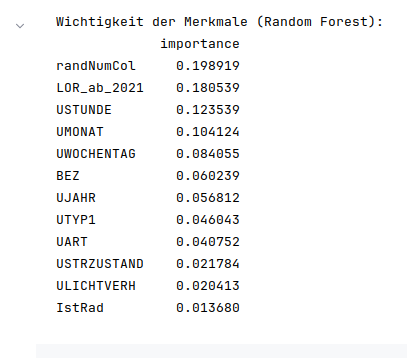 Wichtigkeit der Merkmale (Random Forest):
importance
randNumCol 0.198919
LOR_ab_2021 0.180539
USTUNDE 0.123539
UMONAT 0.104124
UWOCHENTAG 0.084055
BEZ 0.060239
UJAHR 0.056812
UTYP1 0.046043
UART 0.040752
USTRZUSTAND 0.021784
ULICHTVERH 0.020413
IstRad 0.013680